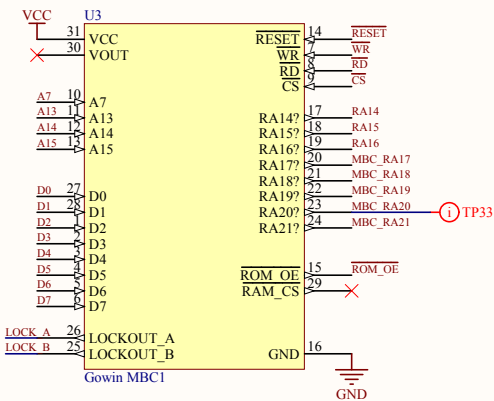 VCC
U3
31 VCC
30 VOUT
A7 10 A7
A13 11 A13
A14 12 A14
A15 13 A15
D0 27 D0
D1 28 D1
D2 1 D2
D3 2 D3
D4 3 D4
D5 4 D5
D6 5 D6
D7 6 D7
LOCK_A 26 LOCKOUT_A
LOCK_B 25 LOCKOUT_B
Gowin MBC1
RESET 14 RESET
WR 7 WR
RD 8 RD
CS 9 CS
RA14? 17 RA14
RA15? 18 RA15
RA16? 19 RA16
RA17? 20 MBC_RA17
RA18? 21 MBC_RA18
RA19? 22 MBC_RA19
RA20? 23 MBC_RA20 i TP33
RA21? 24 MBC_RA21
ROM_OE 15 ROM_OE
RAM_CS 29
GND 16
GND